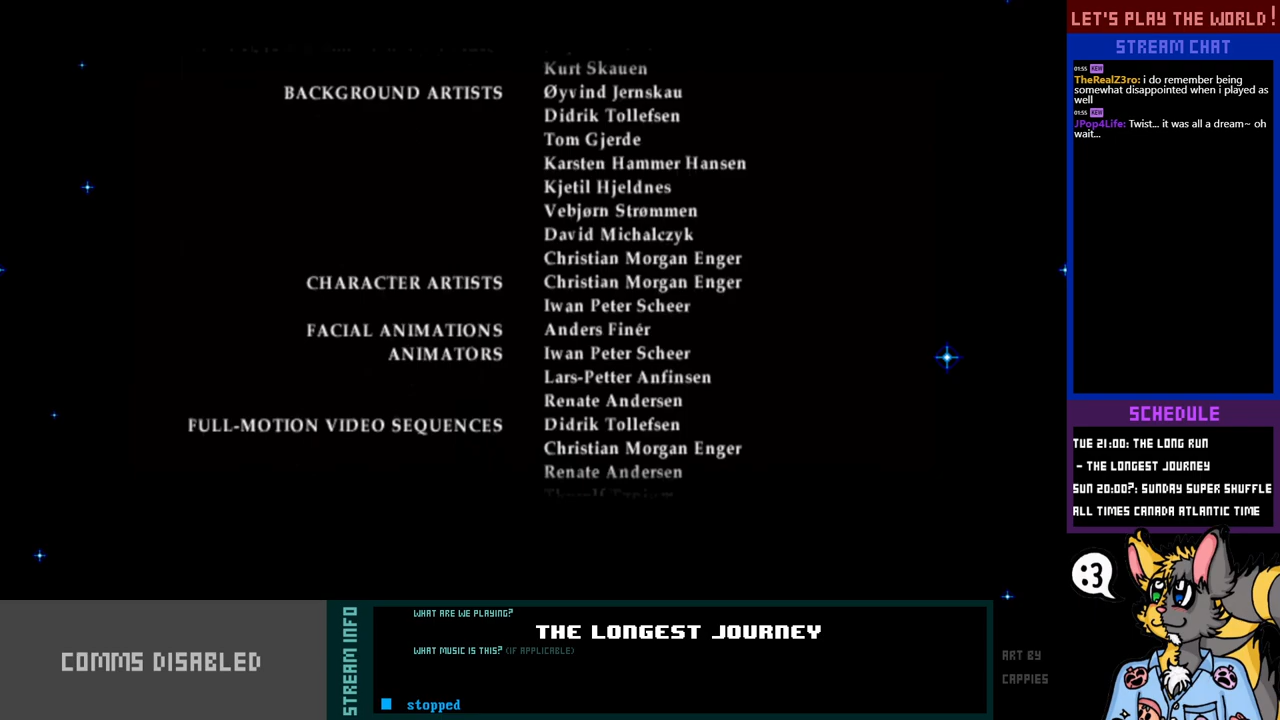 Kurt Skauen
BACKGROUND ARTISTS Øyvind Jernskau
Didrik Tollefsen
Tom Gjerde
Karsten Hammer Hansen
Kjetil Hjeldnes
Vebjørn Strømmen
David Michalczyk
Christian Morgan Enger
CHARACTER ARTISTS Christian Morgan Enger
Iwan Peter Scheer
FACIAL ANIMATIONS Anders Finér
ANIMATORS Iwan Peter Scheer
Lars-Petter Anfinsen
Renate Andersen
FULL-MOTION VIDEO SEQUENCES Didrik Tollefsen
Christian Morgan Enger
Renate Andersen
LET'S PLAY THE WORLD!
STREAM CHAT
01:55 KEW
TheRealZ3ro: i do remember being
somewhat disappointed when i played as
well
01:55 KEW
JPop4Life: Twist... it was all a dream~ oh
wait...
SCHEDULE
TUE 21:00: THE LONG RUN
- THE LONGEST JOURNEY
SUN 20:00?: SUNDAY SUPER SHUFFLE
ALL TIMES CANADA ATLANTIC TIME
:3
COMMS DISABLED
STREAM INFO
WHAT ARE WE PLAYING?
THE LONGEST JOURNEY
WHAT MUSIC IS THIS? (IF APPLICABLE)
stopped
ART BY
CAPPIES